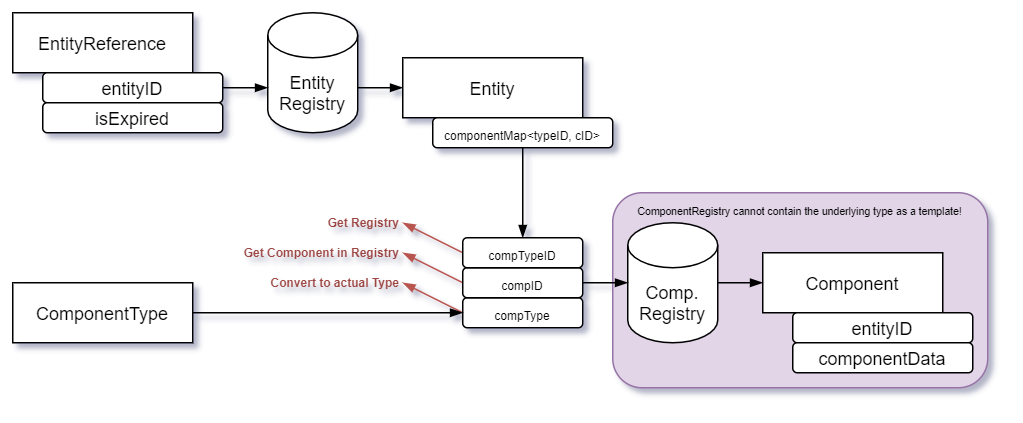 EntityReference
entityID
isExpired
Entity
Registry
Entity
componentMap<typeID, cID>
ComponentRegistry cannot contain the underlying type as a template!
Get Registry
Get Component in Registry
Convert to actual Type
compTypeID
compID
compType
ComponentType
Comp.
Registry
Component
entityID
componentData